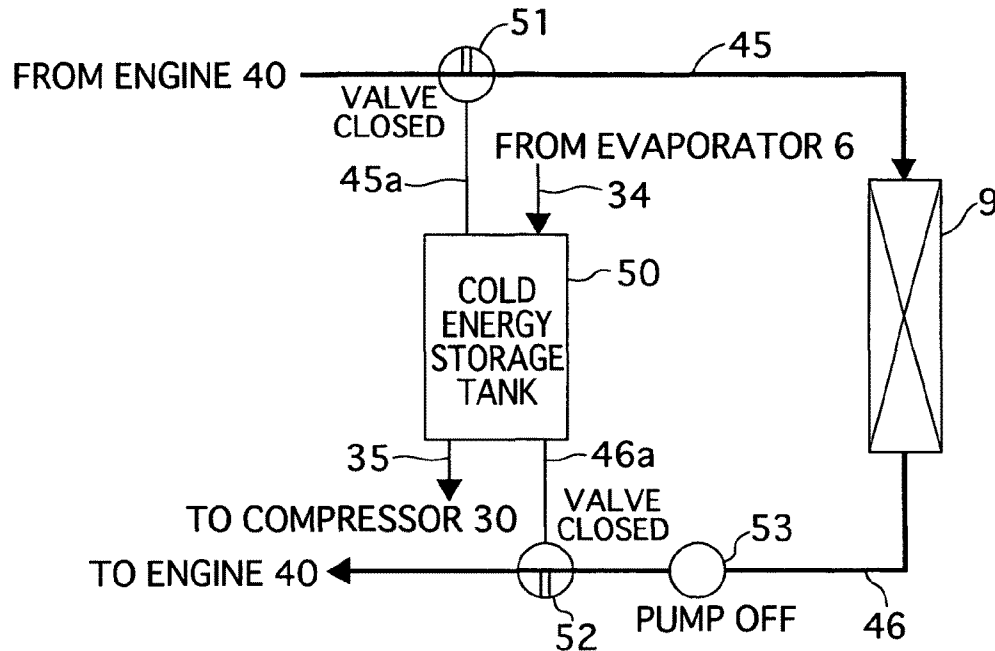 51
45
FROM ENGINE 40
VALVE
CLOSED
FROM EVAPORATOR 6
45a
34
9
50
COLD
ENERGY
STORAGE
TANK
35
46a
VALVE
CLOSED
TO COMPRESSOR 30
53
TO ENGINE 40
52
PUMP OFF
46